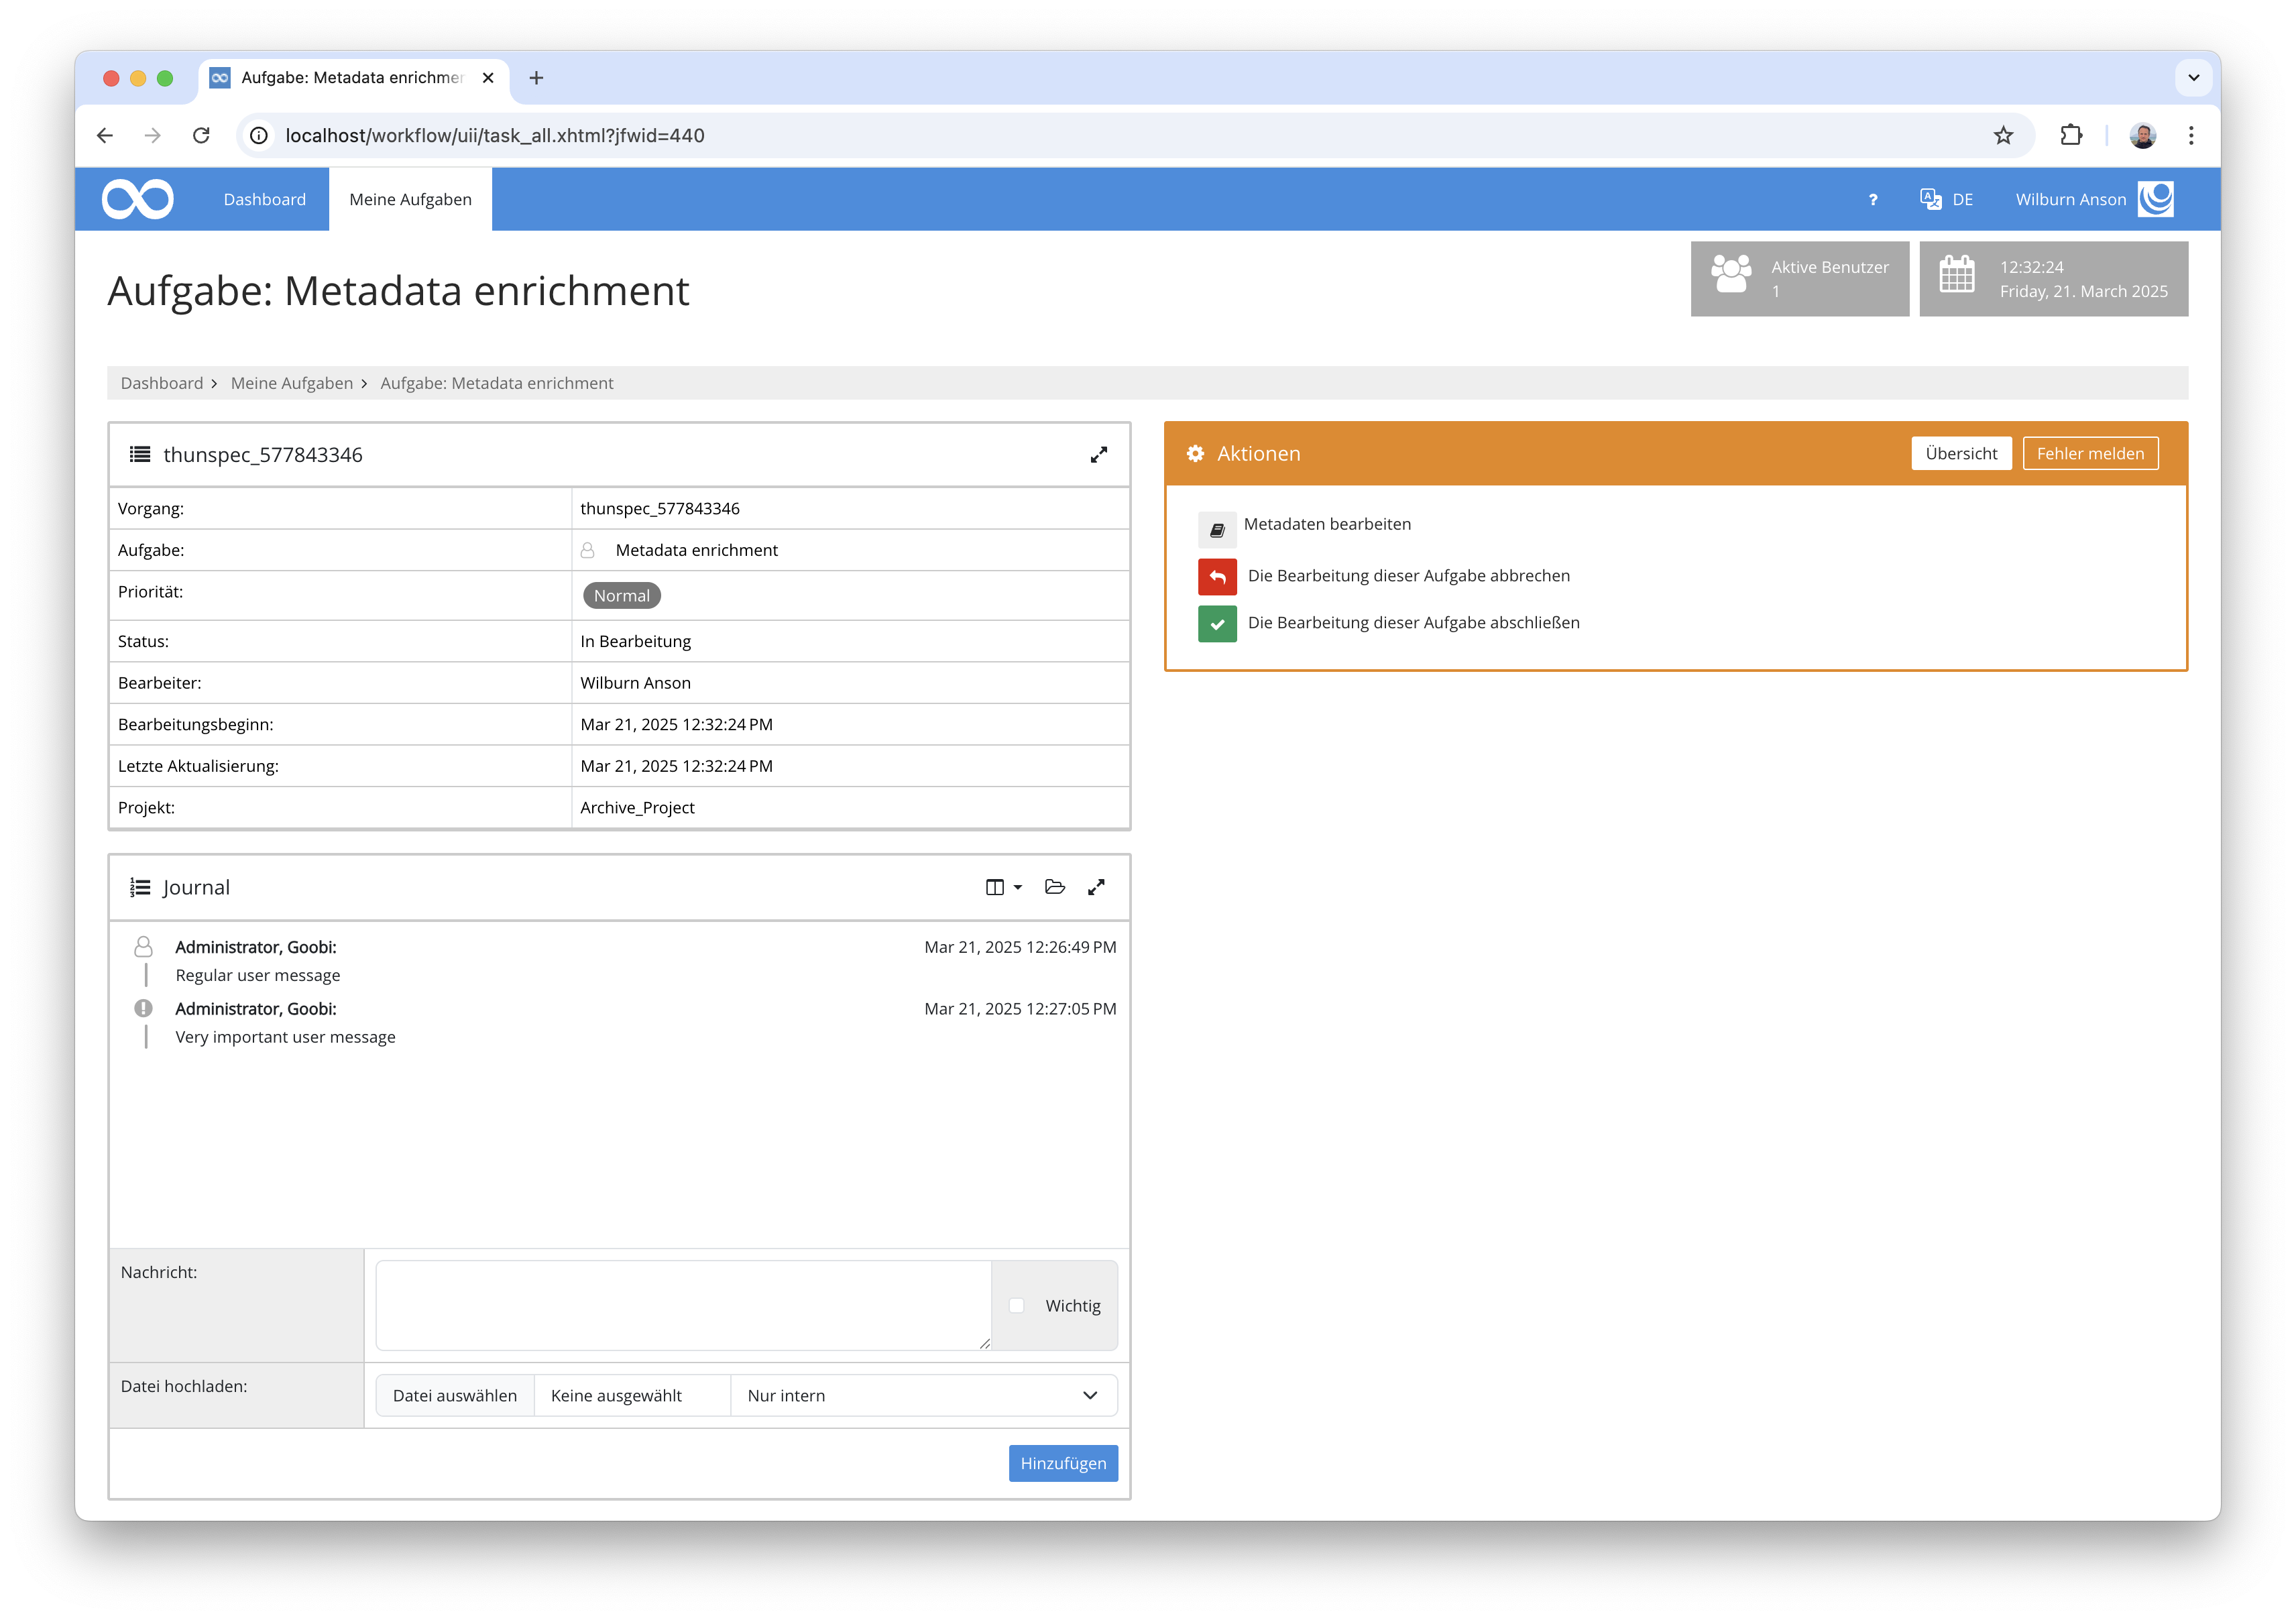 Aufgabe: Metadata enrichmen
localhost/workflow/uii/task_all.xhtml?jfwid=440
Dashboard
Meine Aufgaben
?
DE
Wilburn Anson
Aufgabe: Metadata enrichment
Aktive Benutzer
1
12:32:24
Friday, 21. March 2025
Dashboard > Meine Aufgaben > Aufgabe: Metadata enrichment
thunspec_577843346
Vorgang: thunspec_577843346
Aufgabe: Metadata enrichment
Priorität: Normal
Status: In Bearbeitung
Bearbeiter: Wilburn Anson
Bearbeitungsbeginn: Mar 21, 2025 12:32:24 PM
Letzte Aktualisierung: Mar 21, 2025 12:32:24 PM
Projekt: Archive_Project
Aktionen
Übersicht
Fehler melden
Metadaten bearbeiten
Die Bearbeitung dieser Aufgabe abbrechen
Die Bearbeitung dieser Aufgabe abschließen
Journal
Administrator, Goobi: Mar 21, 2025 12:26:49 PM
Regular user message
Administrator, Goobi: Mar 21, 2025 12:27:05 PM
Very important user message
Nachricht:
Wichtig
Datei hochladen: Datei auswählen Keine ausgewählt Nur intern
Hinzufügen